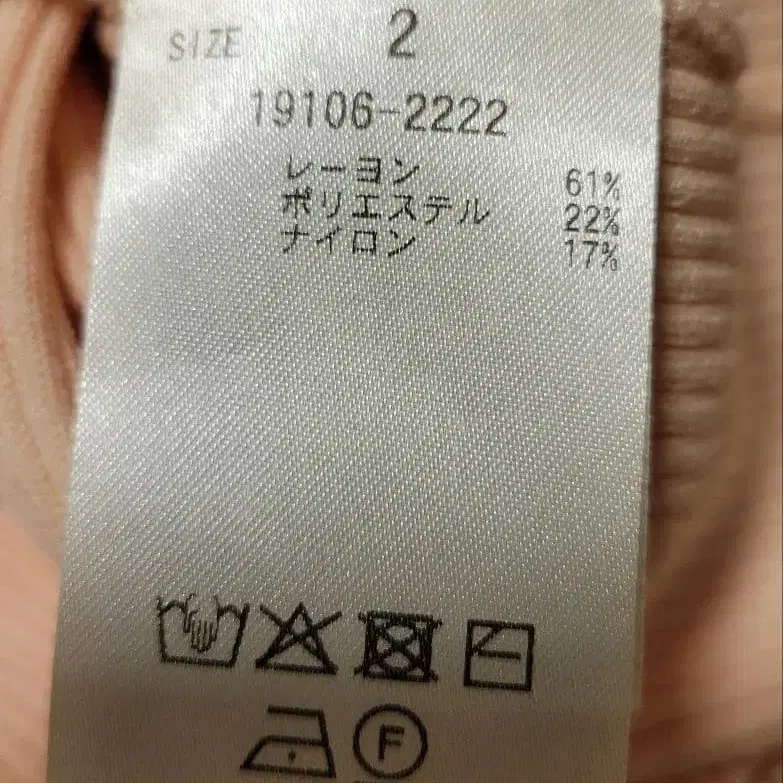 SIZE 2
19106-2222
レーヨン 61%
ポリエステル 22%
ナイロン 17%
F